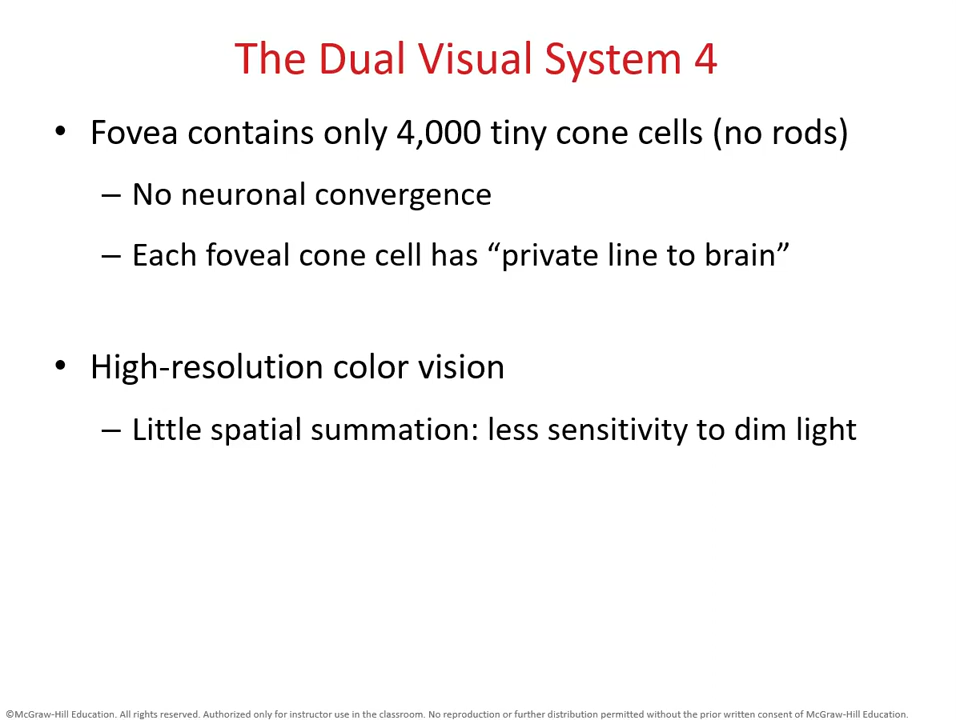 The Dual Visual System 4
• Fovea contains only 4,000 tiny cone cells (no rods)
– No neuronal convergence
– Each foveal cone cell has “private line to brain”
• High-resolution color vision
– Little spatial summation: less sensitivity to dim light
©McGraw-Hill Education. All rights reserved. Authorized only for instructor use in the classroom. No reproduction or further distribution permitted without the prior written consent of McGraw-Hill Education.